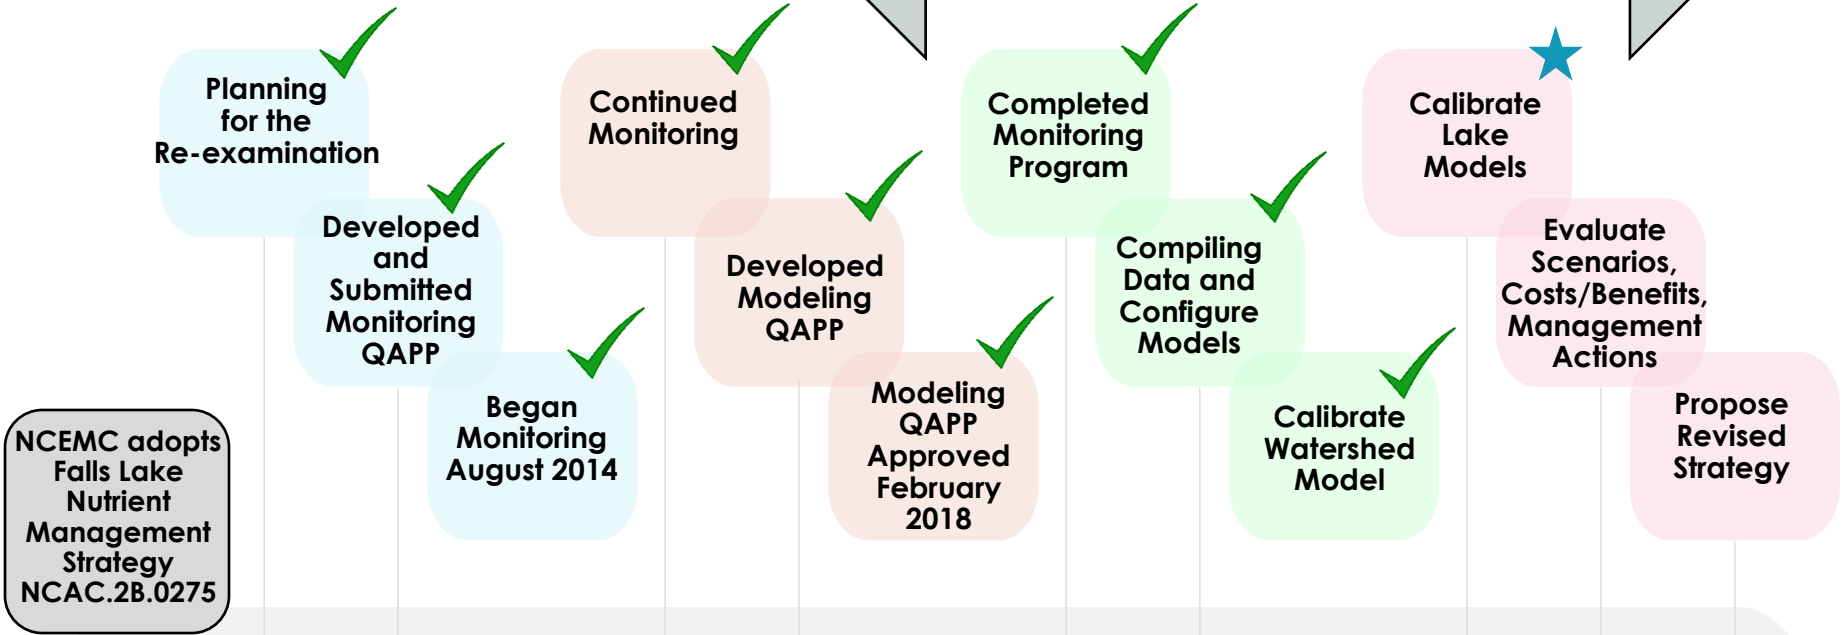 Planning
for the
Re-examination
Developed
and
Submitted
Monitoring
QAPP
Began
Monitoring
August 2014
Continued
Monitoring
Developed
Modeling
QAPP
Modeling
QAPP
Approved
February
2018
Completed
Monitoring
Program
Compiling
Data and
Configure
Models
Calibrate
Watershed
Model
Calibrate
Lake
Models
Evaluate
Scenarios,
Costs/Benefits,
Management
Actions
Propose
Revised
Strategy
NCEMC adopts
Falls Lake
Nutrient
Management
Strategy
NCAC.2B.0275